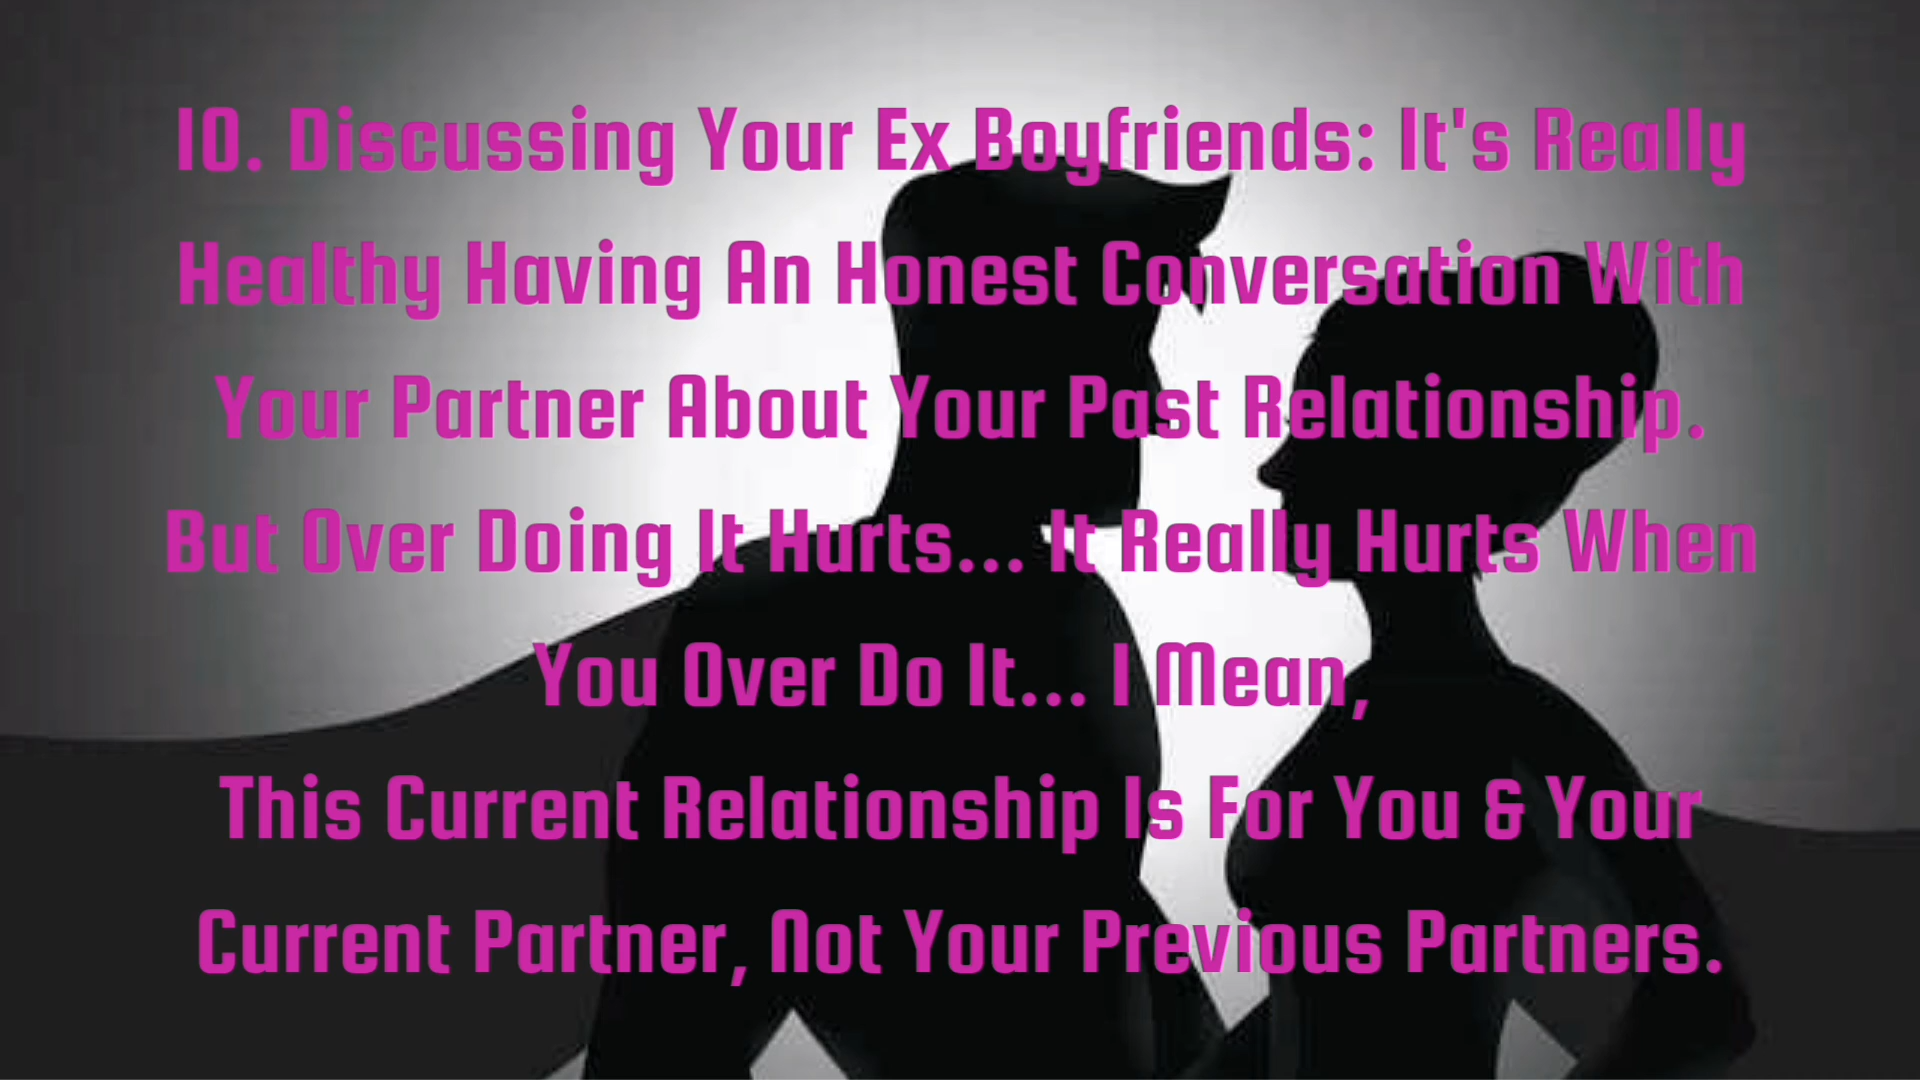 10. Discussing Your Ex Boyfriends: It's Really
Healthy Having An Honest Conversation With
Your Partner About Your Past Relationship.
But Over Doing It Hurts... It Really Hurts When
You Over Do It... I Mean,
This Current Relationship Is For You & Your
Current Partner, Not Your Previous Partners.